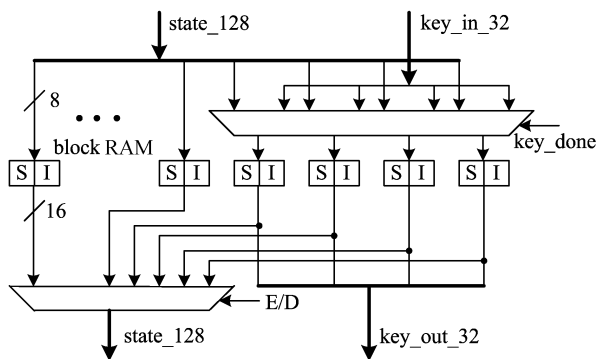 state_128
key_in_32
8
• • •
block RAM
key_done
S I
S I
S I
S I
S I
S I
16
E/D
state_128
key_out_32